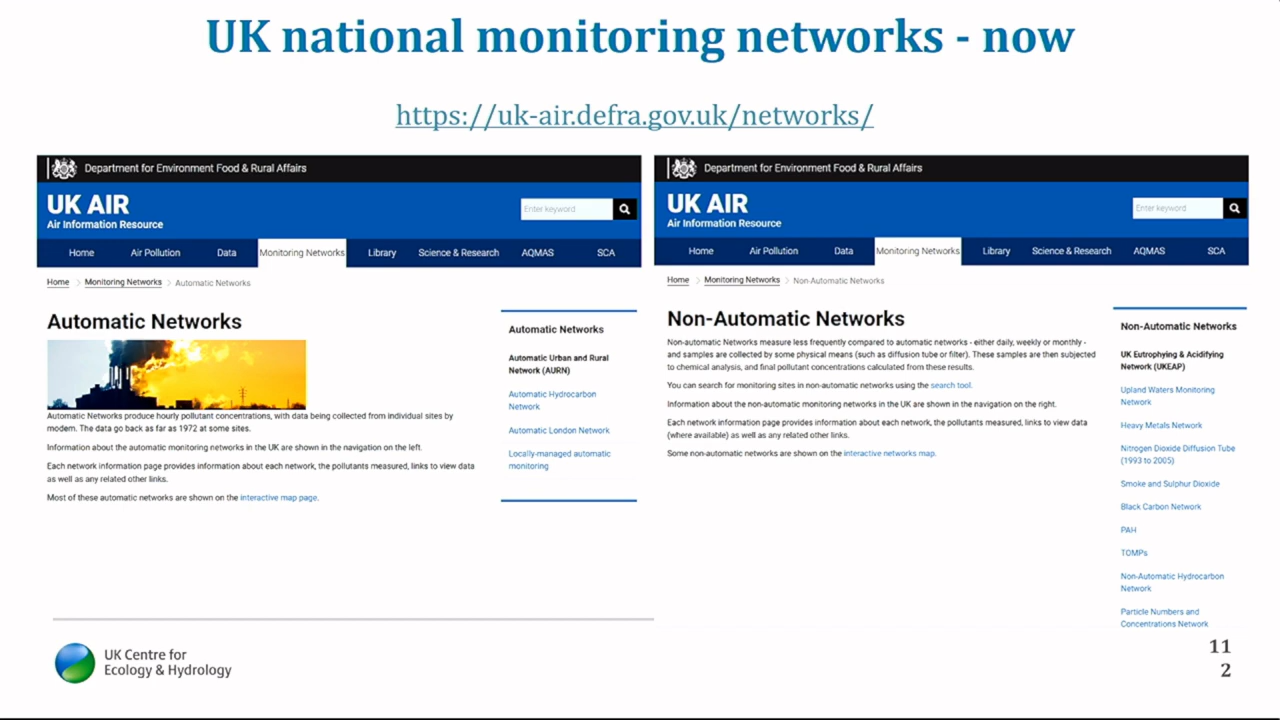 UK national monitoring networks - now
https://uk-air.defra.gov.uk/networks/
Department for Environment Food & Rural Affairs
UK AIR
Air Information Resource
Enter keyword
Home Air Pollution Data Monitoring Networks Library Science & Research AQMAS SCA
Home > Monitoring Networks > Automatic Networks
Automatic Networks
Automatic Networks produce hourly pollutant concentrations, with data being collected from individual sites by
modem. The data go back as far as 1972 at some sites.
Information about the automatic monitoring networks in the UK are shown in the navigation on the left.
Each network information page provides information about each network, the pollutants measured, links to view data
as well as any related other links.
Most of these automatic networks are shown on the interactive map page.
Automatic Networks
Automatic Urban and Rural
Network (AURN)
Automatic Hydrocarbon
Network
Automatic London Network
Locally-managed automatic
monitoring
Department for Environment Food & Rural Affairs
UK AIR
Air Information Resource
Enter keyword
Home Air Pollution Data Monitoring Networks Library Science & Research AQMAS SCA
Home > Monitoring Networks > Non-Automatic Networks
Non-Automatic Networks
Non-automatic Networks measure less frequently compared to automatic networks - either daily, weekly or monthly -
and samples are collected by some physical means (such as diffusion tube or filter). These samples are then subjected
to chemical analysis, and final pollutant concentrations calculated from these results.
You can search for monitoring sites in non-automatic networks using the search tool.
Information about the non-automatic networks in the UK are shown in the navigation on the right.
Each network information page provides information about each network, the pollutants measured, links to view data
(where available) as well as any related other links.
Some non-automatic networks are shown on the interactive networks map.
Non-Automatic Networks
UK Eutrophying & Acidifying
Network (UKEAP)
Upland Waters Monitoring
Network
Heavy Metals Network
Nitrogen Dioxide Diffusion Tube
(1993 to 2005)
Smoke and Sulphur Dioxide
Black Carbon Network
PAH
TOMPs
Non-Automatic Hydrocarbon
Network
Particle Numbers and
Concentrations Network
UK Centre for
Ecology & Hydrology
11
2